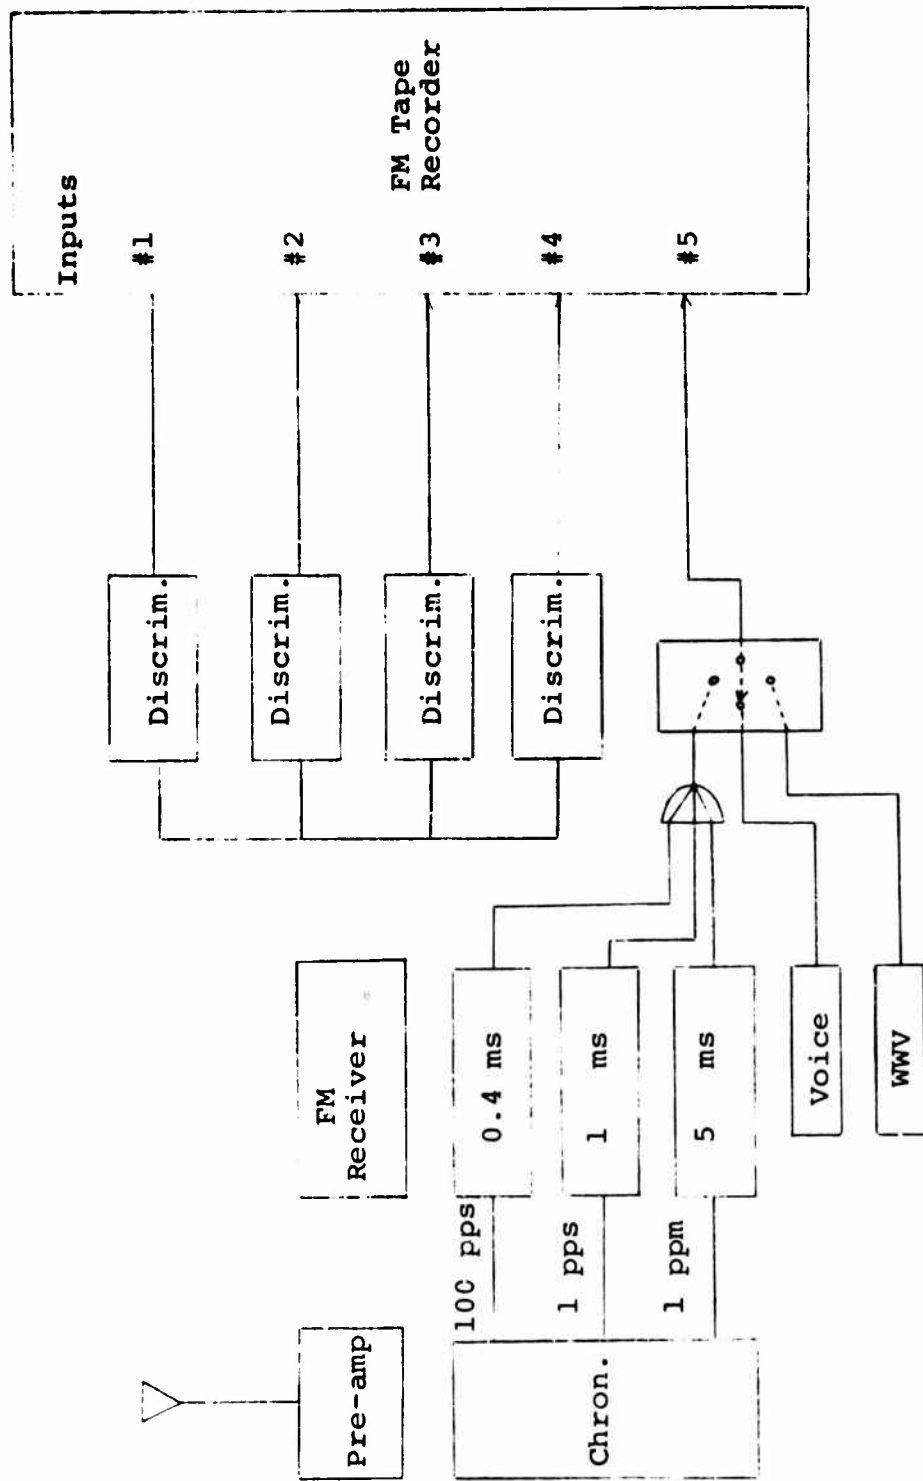 Inputs
#1
#2
#3
#4
#5
FM Tape
Recorder
Discrim.
Discrim.
Discrim.
Discrim.
FM
Receiver
Pre-amp
Chron.
100 pps
1 pps
1 ppm
0.4 ms
1 ms
5 ms
Voice
WWV